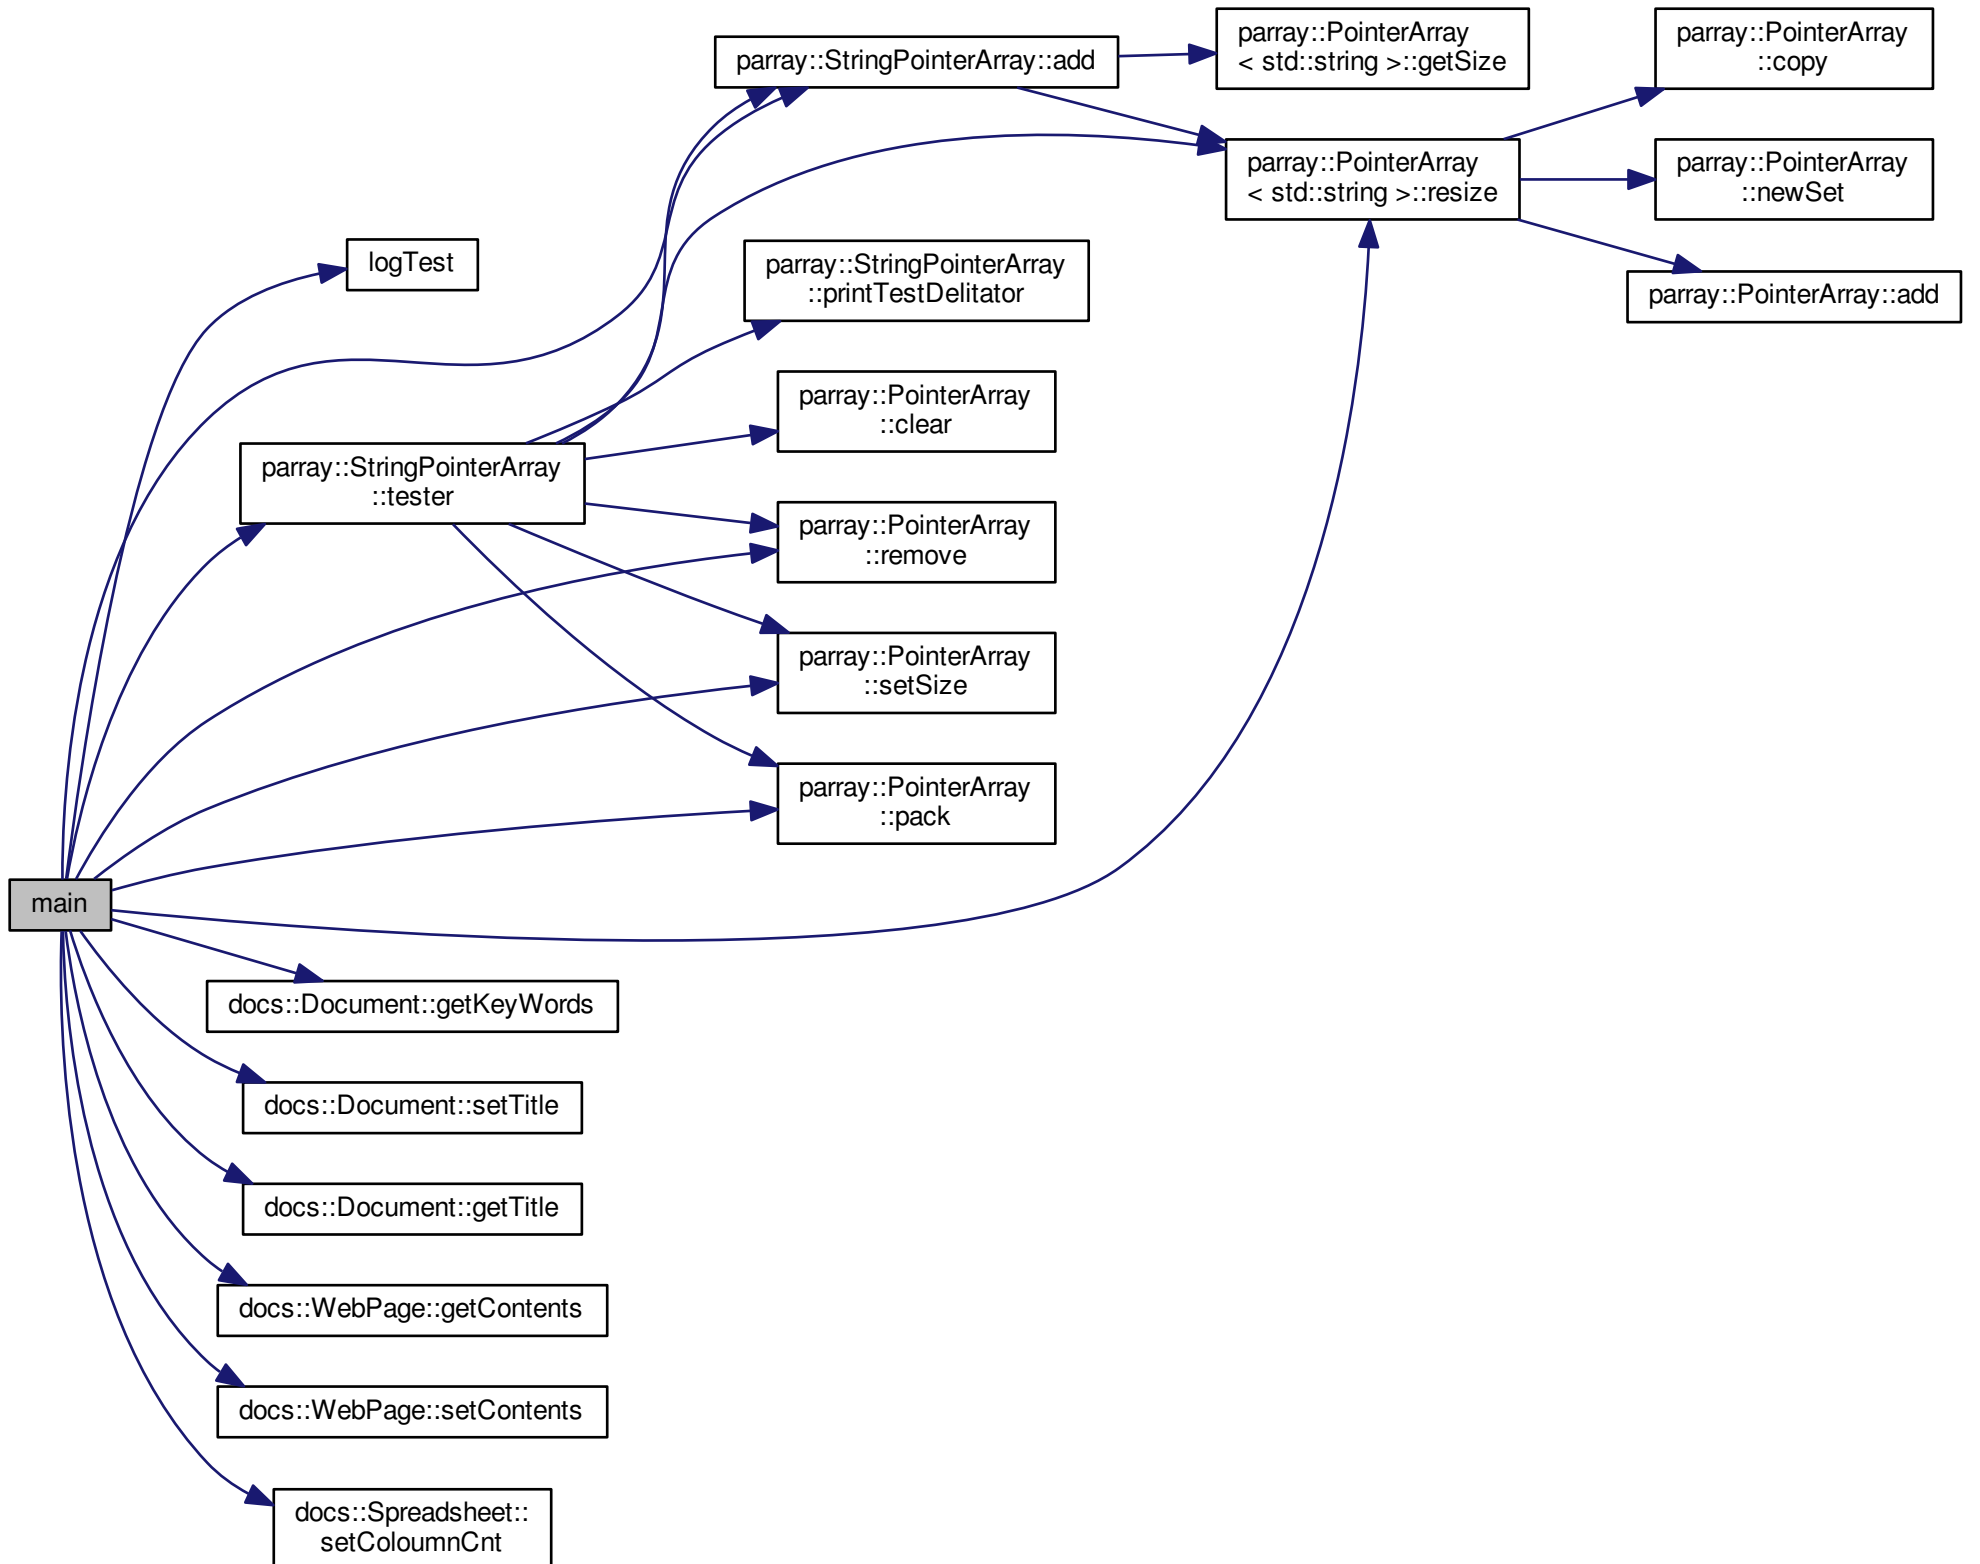 parray::StringPointerArray::add
parray::PointerArray
< std::string >::getSize
parray::PointerArray
::copy
parray::PointerArray
< std::string >::resize
parray::PointerArray
::newSet
parray::PointerArray::add
logTest
parray::StringPointerArray
::printTestDelitator
parray::PointerArray
::clear
parray::StringPointerArray
::tester
parray::PointerArray
::remove
parray::PointerArray
::setSize
parray::PointerArray
::pack
main
docs::Document::getKeyWords
docs::Document::setTitle
docs::Document::getTitle
docs::WebPage::getContents
docs::WebPage::setContents
docs::Spreadsheet::
setColoumnCnt